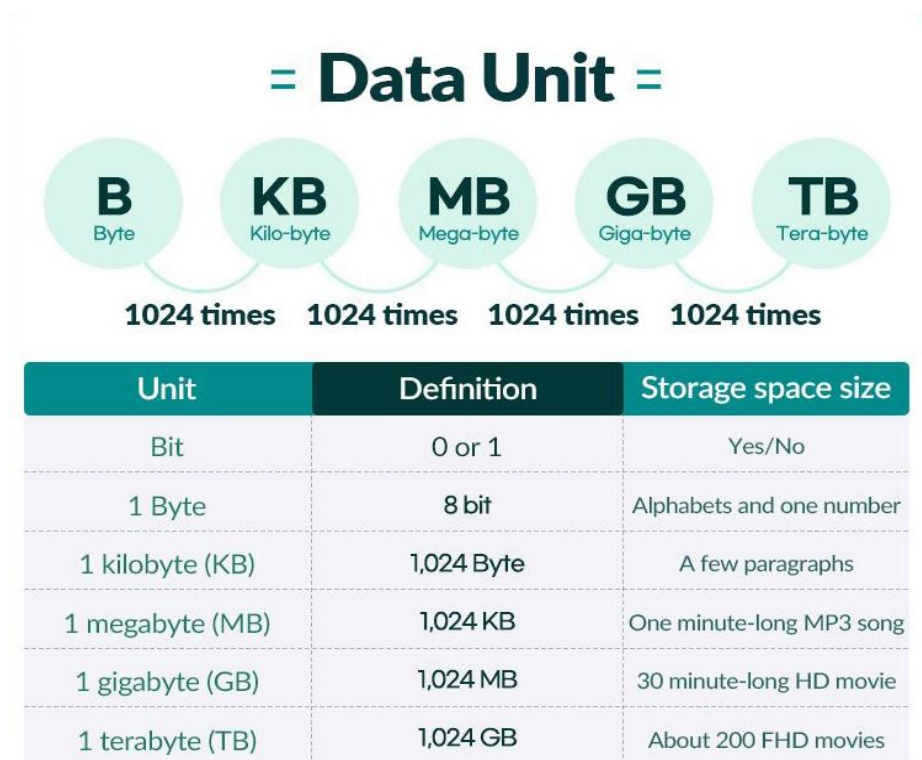 = Data Unit =
B KB MB GB TB
Byte Kilo-byte Mega-byte Giga-byte Tera-byte
1024 times 1024 times 1024 times 1024 times
Unit Definition Storage space size
Bit 0 or 1 Yes/No
1 Byte 8 bit Alphabets and one number
1 kilobyte (KB) 1,024 Byte A few paragraphs
1 megabyte (MB) 1,024 KB One minute-long MP3 song
1 gigabyte (GB) 1,024 MB 30 minute-long HD movie
1 terabyte (TB) 1,024 GB About 200 FHD movies